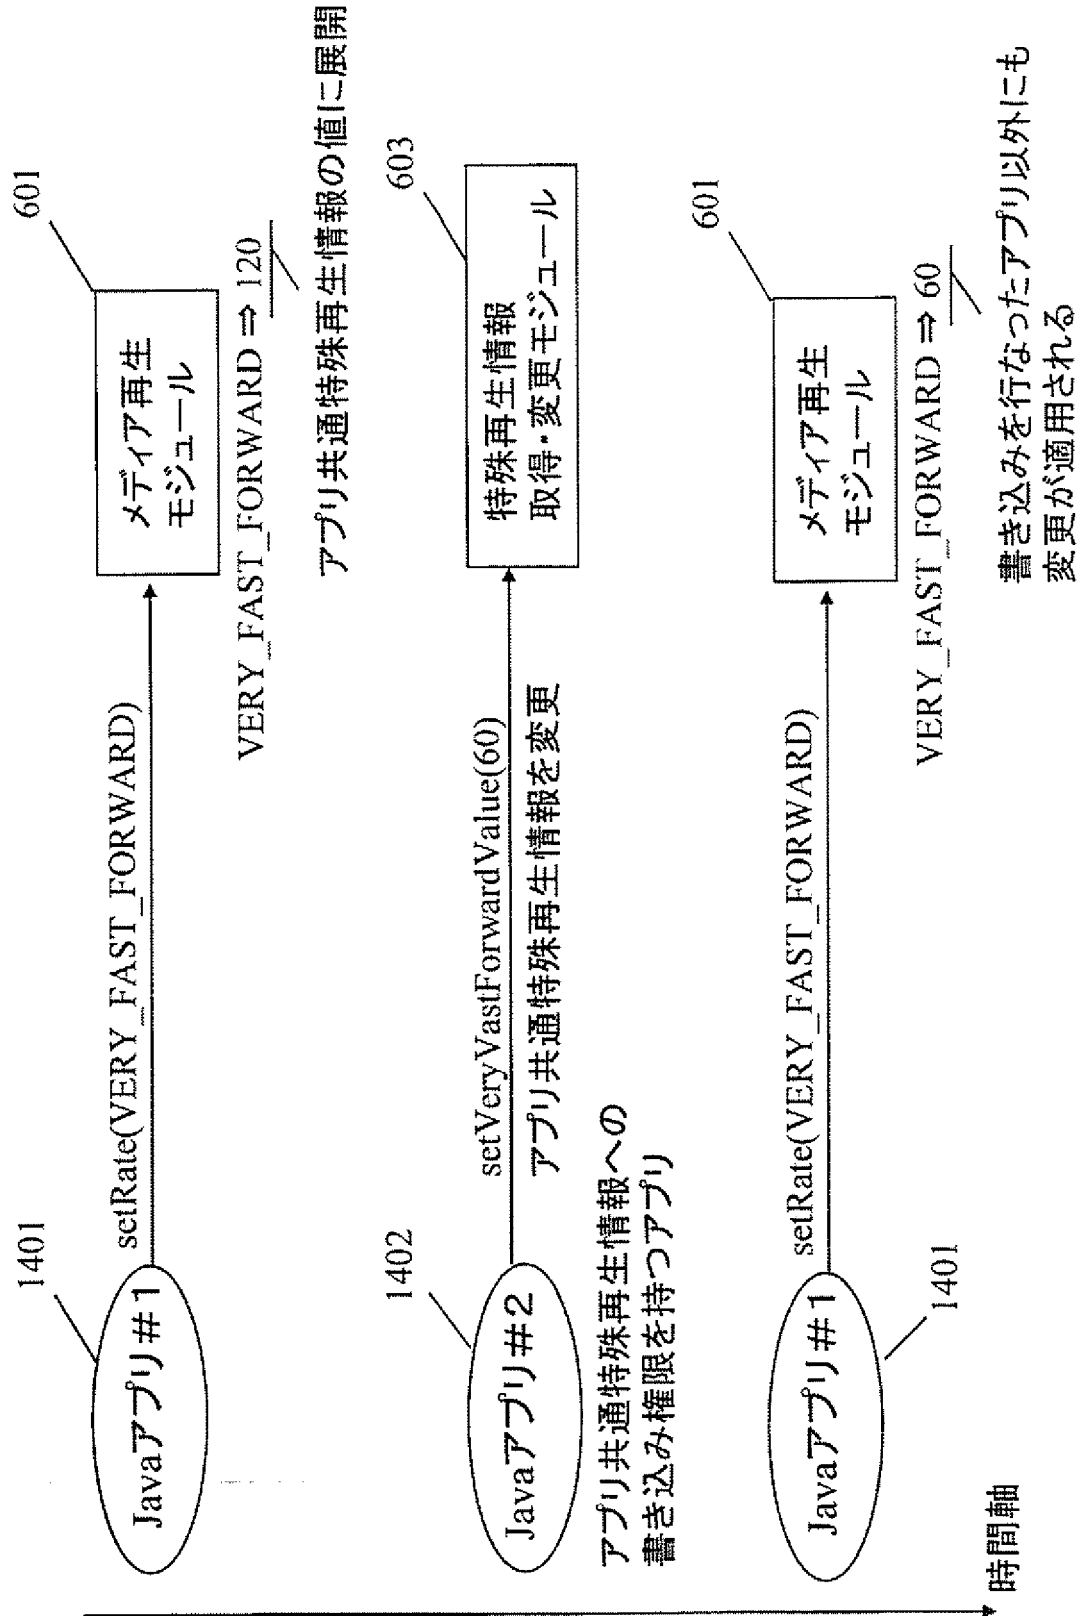 1401
Javaアプリ#1
setRate(VERY_FAST_FORWARD)
601
メディア再生
モジュール
VERY_FAST_FORWARD ⇒ 120
アプリ共通特殊再生情報の値に展開
1402
Javaアプリ#2
setVeryVastForwardValue(60)
アプリ共通特殊再生情報を変更
603
特殊再生情報
取得・変更モジュール
アプリ共通特殊再生情報への
書き込み権限を持つアプリ
1401
Javaアプリ#1
setRate(VERY_FAST_FORWARD)
601
メディア再生
モジュール
VERY_FAST_FORWARD ⇒ 60
書き込みを行なったアプリ以外にも
変更が適用される
時間軸